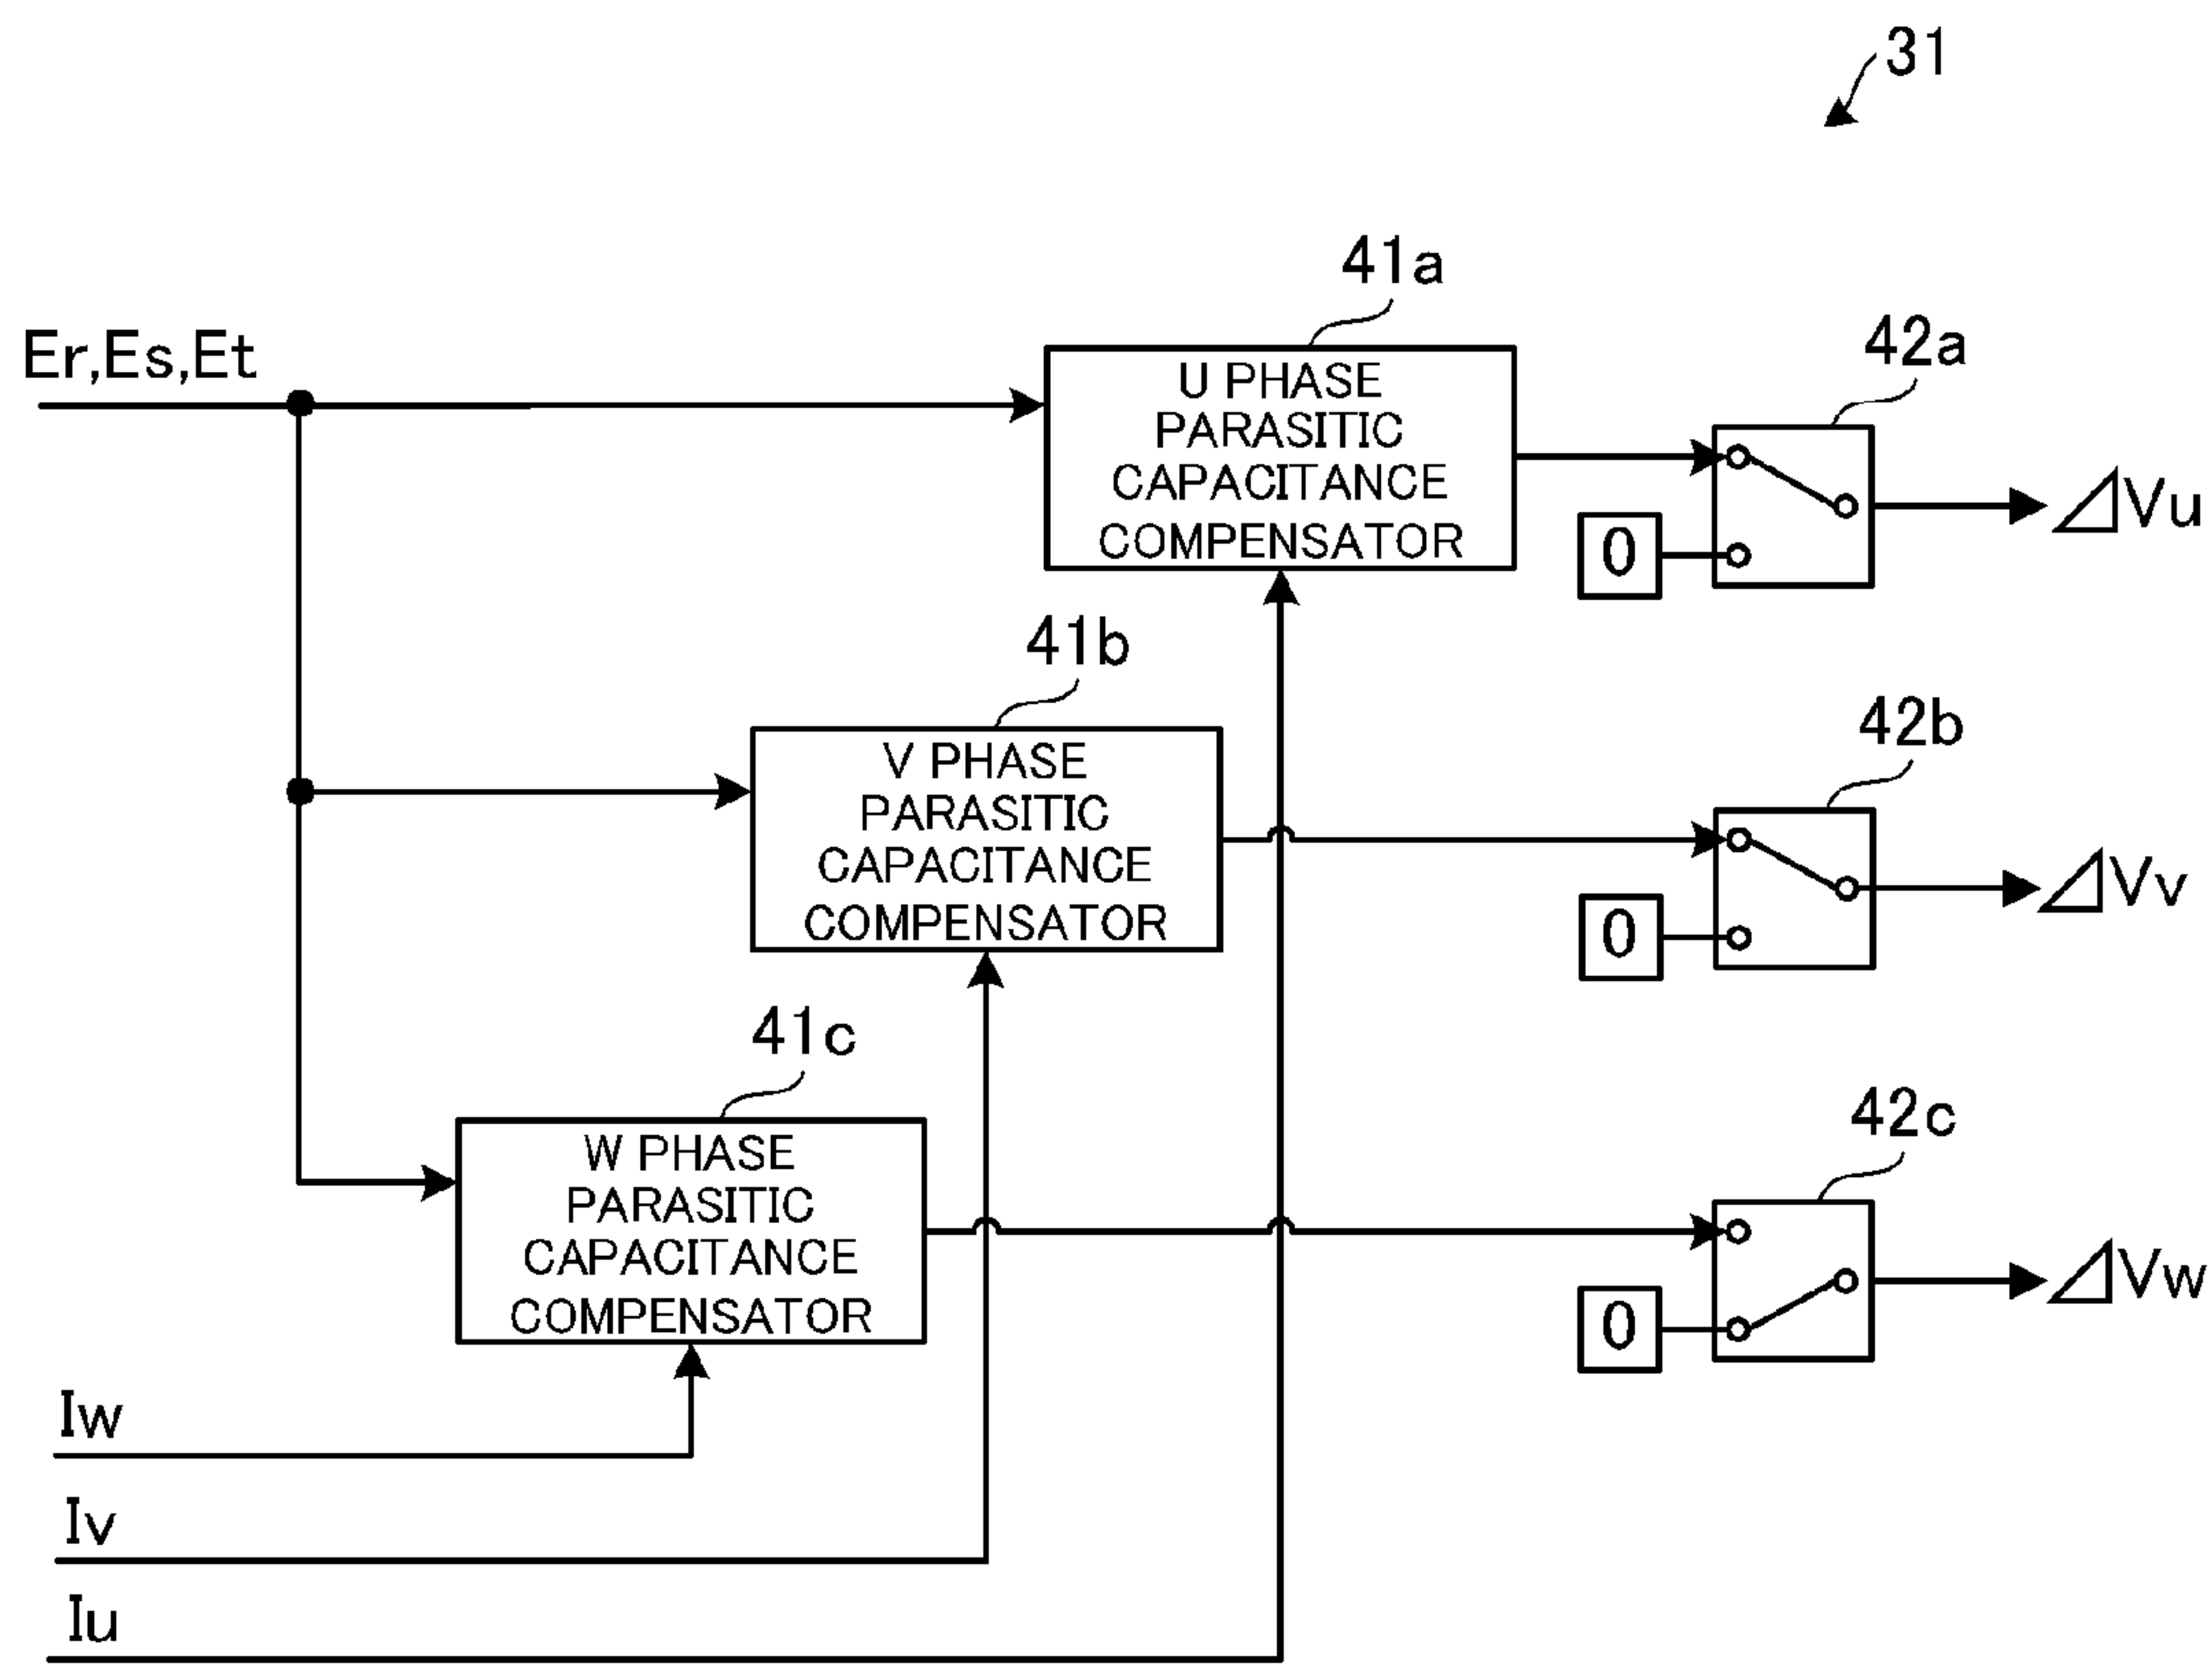 31
41a
Er,Es,Et
U PHASE
PARASITIC
CAPACITANCE
COMPENSATOR
42a
0
⊿Vu
41b
V PHASE
PARASITIC
CAPACITANCE
COMPENSATOR
42b
0
⊿Vv
41c
W PHASE
PARASITIC
CAPACITANCE
COMPENSATOR
42c
0
⊿Vw
Iw
Iv
Iu